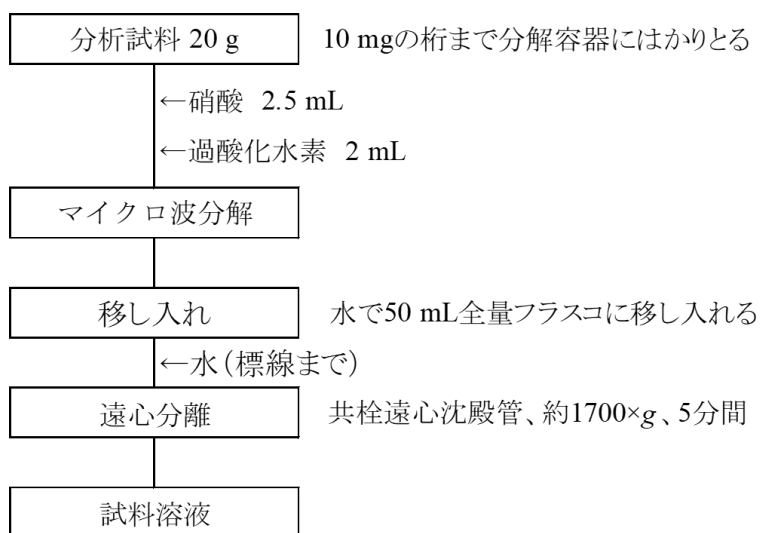 分析試料 20 g 10 mgの桁まで分解容器にはかりとる
←硝酸 2.5 mL
←過酸化水素 2 mL
マイクロ波分解
移し入れ 水で50 mL全量フラスコに移し入れる
←水(標線まで)
遠心分離 共栓遠心沈殿管、約1700×g、5分間
試料溶液